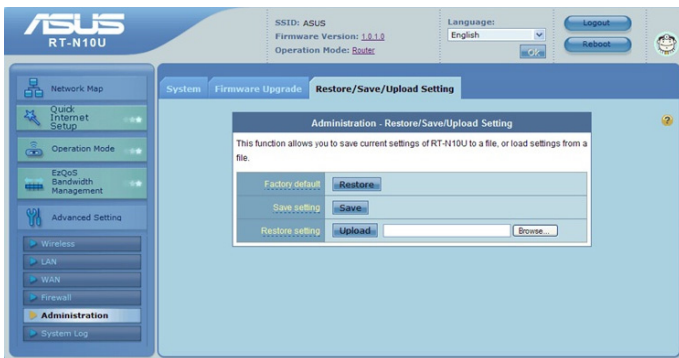 ASUS
RT-N10U
SSID: ASUS
Firmware Version: 1.0.1.0
Operation Mode: Router
Language:
English
OK
Logout
Reboot
Network Map
Quick
Internet
Setup
Operation Mode
EzQoS
Bandwidth
Management
Advanced Setting
Wireless
LAN
WAN
Firewall
Administration
System Log
System
Firmware Upgrade
Restore/Save/Upload Setting
Administration - Restore/Save/Upload Setting
This function allows you to save current settings of RT-N10U to a file, or load settings from a
file.
Factory default Restore
Save setting Save
Restore setting Upload Browse...
?